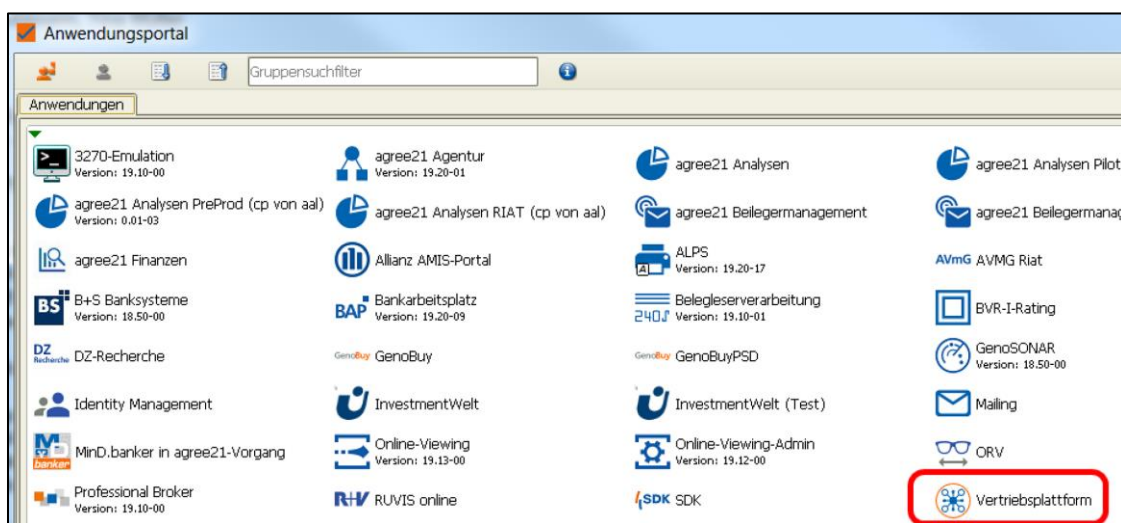 Anwendungsportal
Gruppensuchfilter
Anwendungen
3270-Emulation
Version: 19.10-00
agree21 Agentur
Version: 19.20-01
agree21 Analysen
agree21 Analysen Pilot
agree21 Analysen PreProd (cp von aal)
Version: 0.01-03
agree21 Analysen RIAT (cp von aal)
agree21 Beilegermanagement
agree21 Beilegermanag
agree21 Finanzen
Allianz AMIS-Portal
A
ALPS
Version: 19.20-17
AVmG AVMG Riat
BS
B+S Banksysteme
Version: 18.50-00
BAP
Bankarbeitsplatz
Version: 19.20-09
Belegleserverarbeitung
Version: 19.10-01
BVR-I-Rating
DZ
Recherche
DZ-Recherche
GenoBuy GenoBuy
GenoBuy GenoBuyPSD
GenoSONAR
Version: 18.50-00
Identity Management
InvestmentWelt
InvestmentWelt (Test)
Mailing
banker
MinD.banker in agree21-Vorgang
Online-Viewing
Version: 19.13-00
Online-Viewing-Admin
Version: 19.12-00
ORV
Professional Broker
Version: 19.10-00
RUVIS online
SDK SDK
Vertriebsplattform